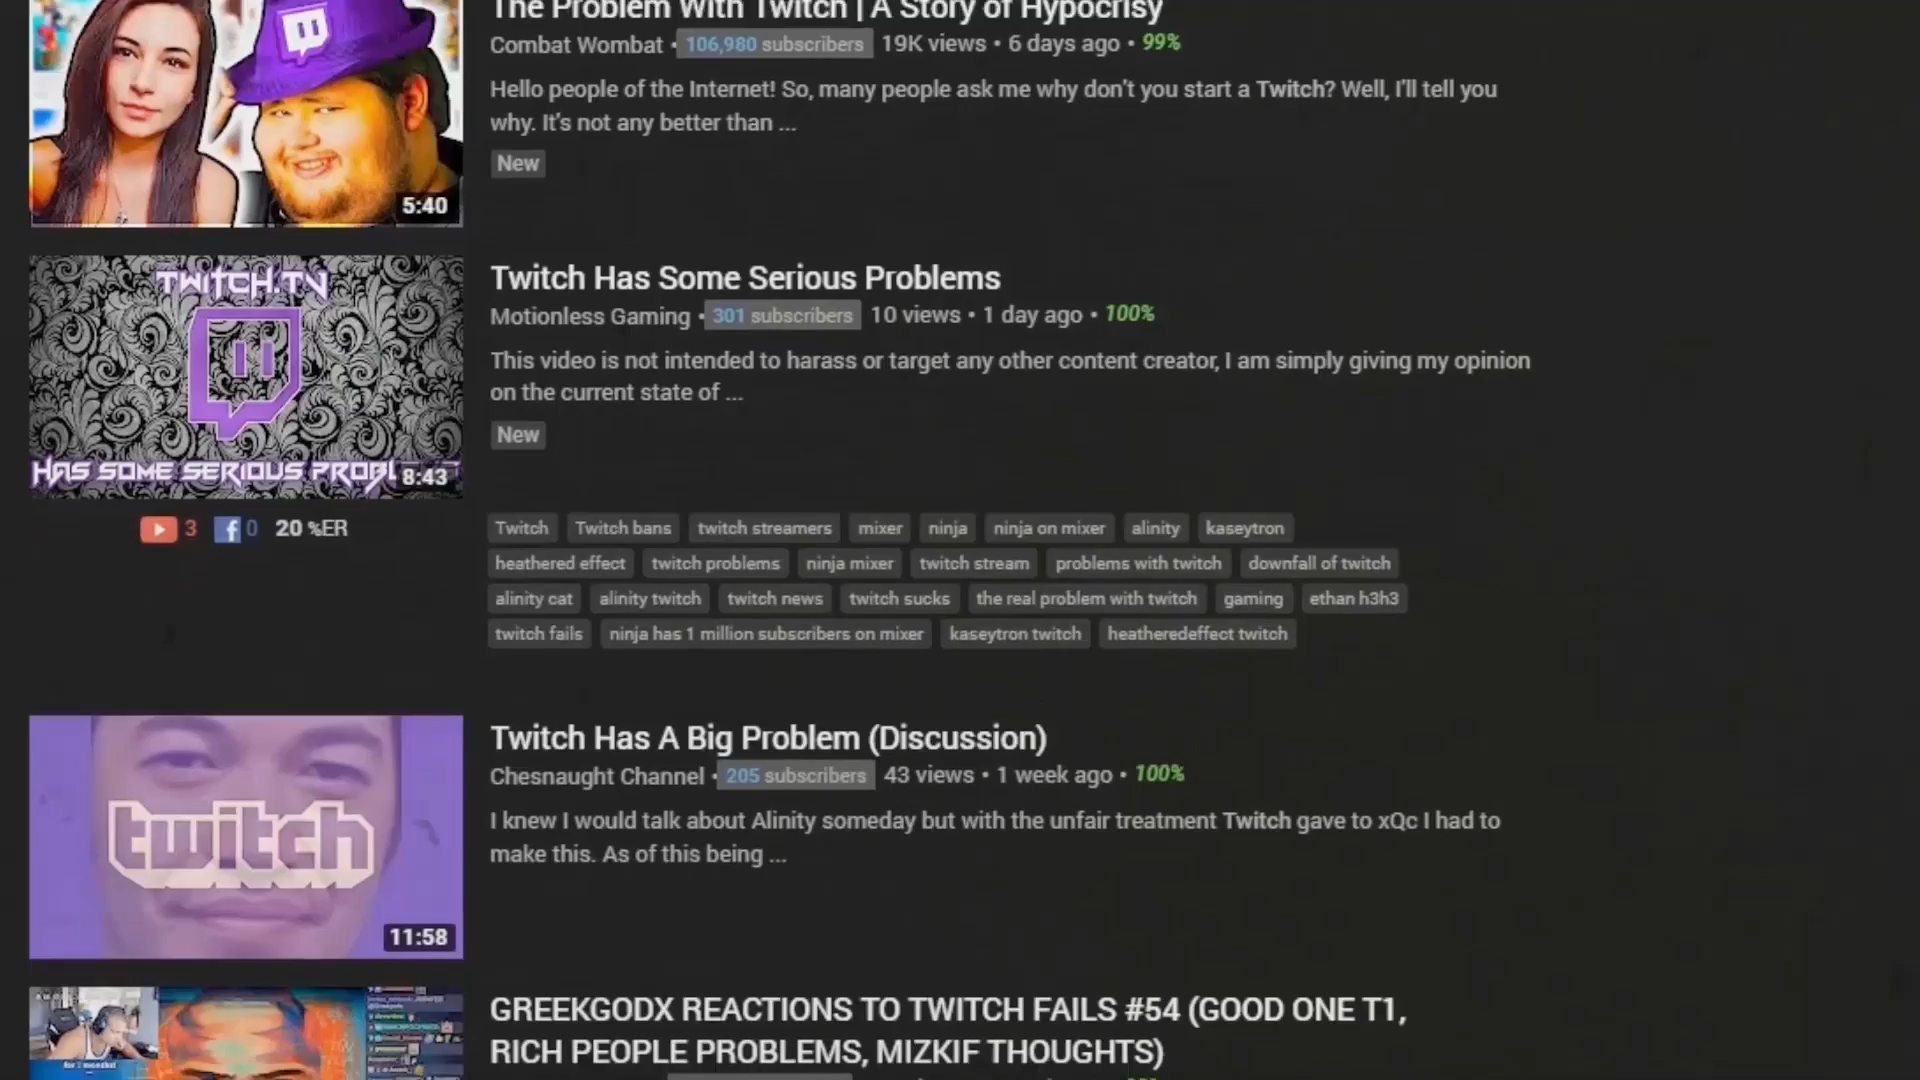 The Problem With Twitch | A Story of Hypocrisy
Combat Wombat • 106,980 subscribers 19K views • 6 days ago • 99%
Hello people of the Internet! So, many people ask me why don't you start a Twitch? Well, I'll tell you
why. It's not any better than ...
New
5:40
TWITCH.TV
HAS SOME SERIOUS PROBL
8:43
Twitch Has Some Serious Problems
Motionless Gaming • 301 subscribers 10 views • 1 day ago • 100%
This video is not intended to harass or target any other content creator, I am simply giving my opinion
on the current state of ...
New
3 f 0 20 %ER
Twitch Twitch bans twitch streamers mixer ninja ninja on mixer alinity kaseytron
heathered effect twitch problems ninja mixer twitch stream problems with twitch downfall of twitch
alinity cat alinity twitch twitch news twitch sucks the real problem with twitch gaming ethan h3h3
twitch fails ninja has 1 million subscribers on mixer kaseytron twitch heatheredeffect twitch
twitch
11:58
Twitch Has A Big Problem (Discussion)
Chesnaught Channel • 205 subscribers 43 views • 1 week ago • 100%
I knew I would talk about Alinity someday but with the unfair treatment Twitch gave to xQc I had to
make this. As of this being ...
GREEKGODX REACTIONS TO TWITCH FAILS #54 (GOOD ONE T1,
RICH PEOPLE PROBLEMS, MIZKIF THOUGHTS)